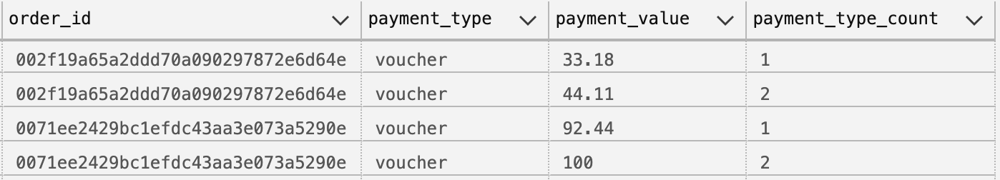 order_id payment_type payment_value payment_type_count
002f19a65a2ddd70a090297872e6d64e voucher 33.18 1
002f19a65a2ddd70a090297872e6d64e voucher 44.11 2
0071ee2429bc1efdc43aa3e073a5290e voucher 92.44 1
0071ee2429bc1efdc43aa3e073a5290e voucher 100 2